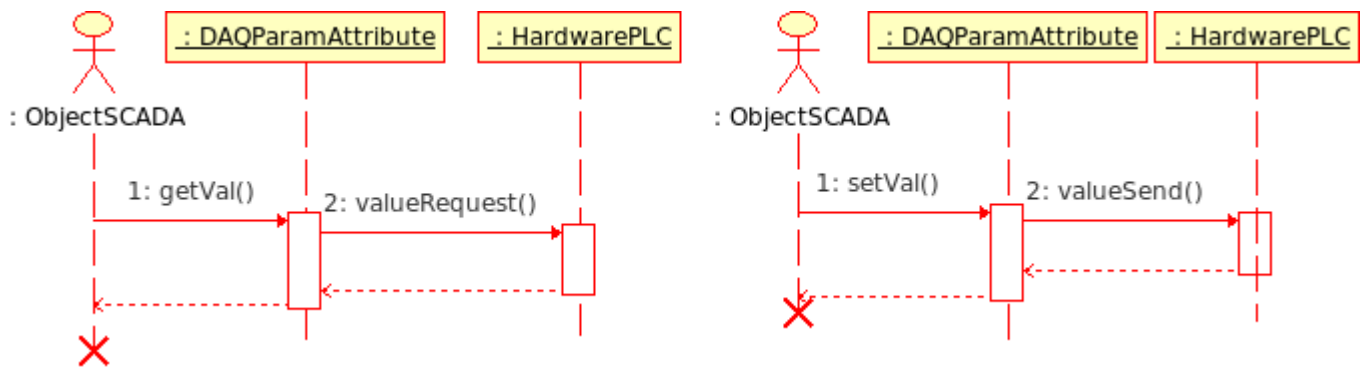 : DAQParamAttribute
: HardwarePLC
: ObjectSCADA
1: getVal()
2: valueRequest()
: DAQParamAttribute
: HardwarePLC
: ObjectSCADA
1: setVal()
2: valueSend()